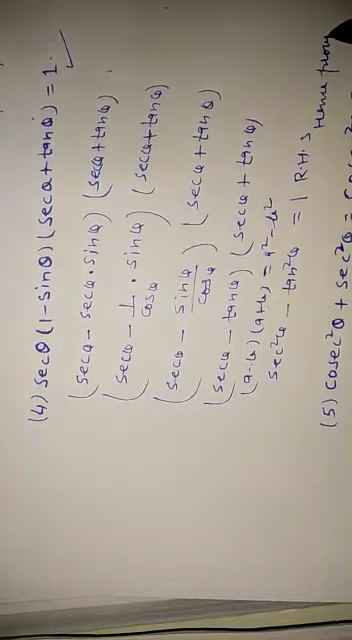 (4) secθ (1-sinθ) (secθ+tanθ) = 1.
(secθ - secθ · sinθ) (secθ+tanθ)
(secθ - 1/cosθ · sinθ) (secθ+tanθ)
(secθ - sinθ/cosθ) (secθ+tanθ)
(secθ - tanθ) (secθ+tanθ)
(a-b) (a+b) = a²-b²
sec²θ - tan²θ = 1 R.H.S Hence
(5) cosec²θ + sec²θ =